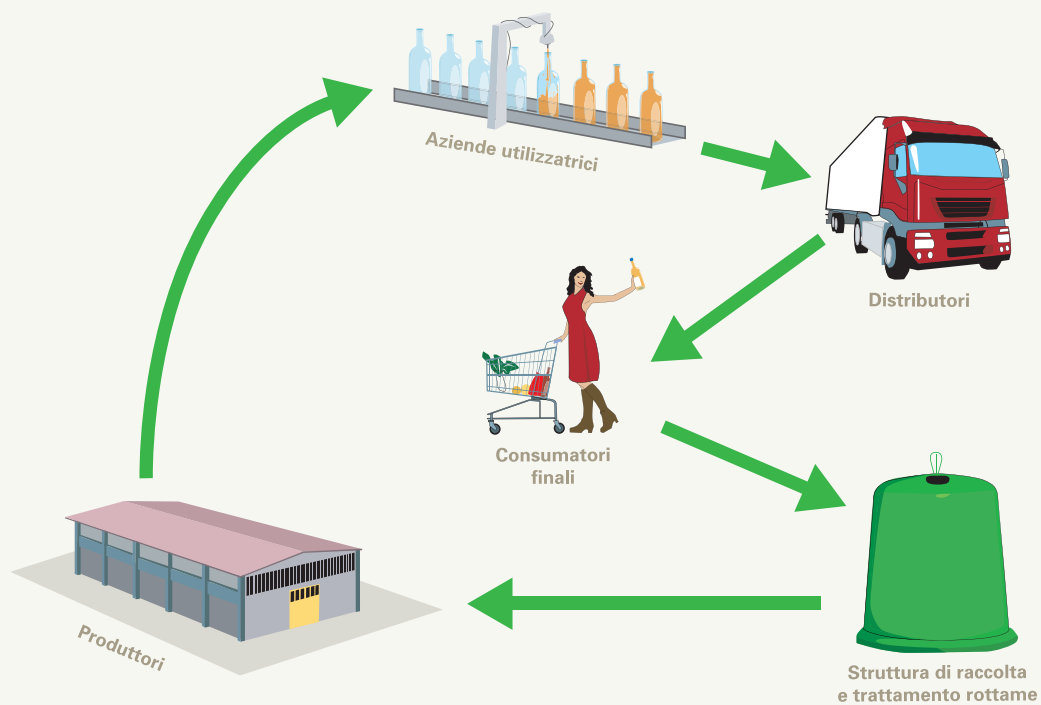 Aziende utilizzatrici
Distributori
Consumatori
finali
Produttori
Struttura di raccolta
e trattamento rottame